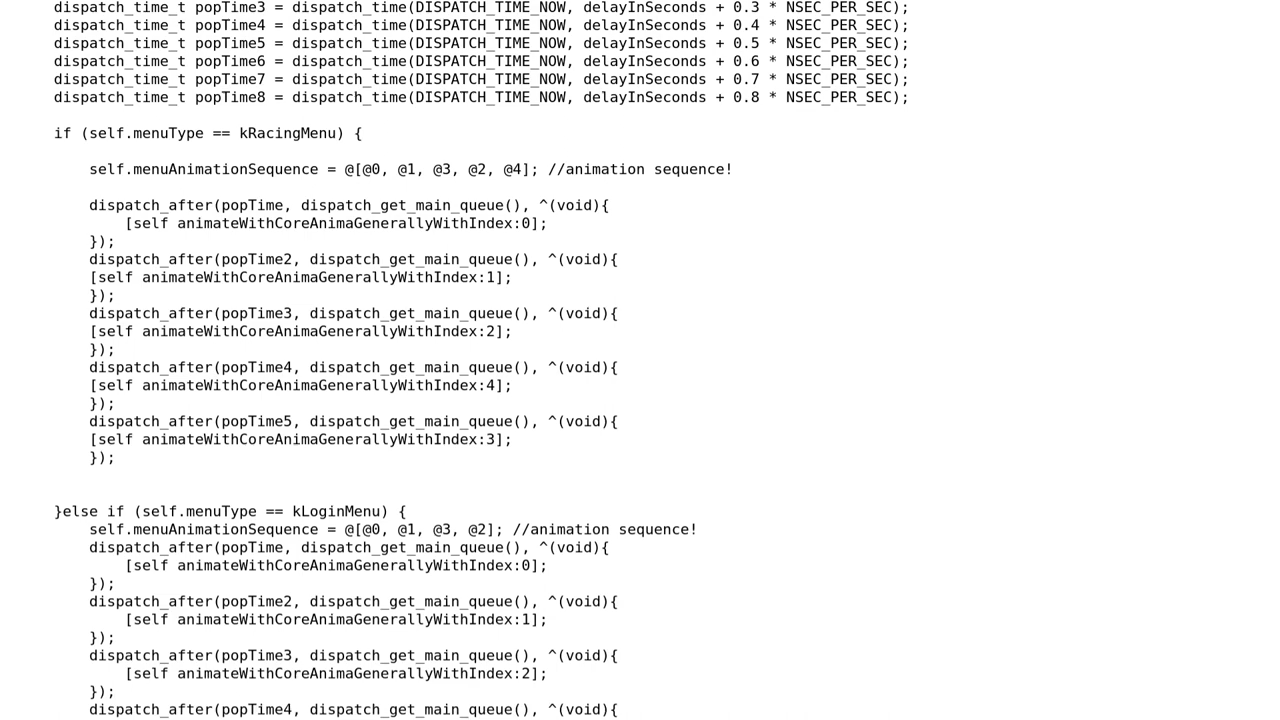 dispatch_time_t popTime3 = dispatch_time(DISPATCH_TIME_NOW, delayInSeconds + 0.3 * NSEC_PER_SEC);
dispatch_time_t popTime4 = dispatch_time(DISPATCH_TIME_NOW, delayInSeconds + 0.4 * NSEC_PER_SEC);
dispatch_time_t popTime5 = dispatch_time(DISPATCH_TIME_NOW, delayInSeconds + 0.5 * NSEC_PER_SEC);
dispatch_time_t popTime6 = dispatch_time(DISPATCH_TIME_NOW, delayInSeconds + 0.6 * NSEC_PER_SEC);
dispatch_time_t popTime7 = dispatch_time(DISPATCH_TIME_NOW, delayInSeconds + 0.7 * NSEC_PER_SEC);
dispatch_time_t popTime8 = dispatch_time(DISPATCH_TIME_NOW, delayInSeconds + 0.8 * NSEC_PER_SEC);

if (self.menuType == kRacingMenu) {

    self.menuAnimationSequence = @[@0, @1, @3, @2, @4]; //animation sequence!

    dispatch_after(popTime, dispatch_get_main_queue(), ^(void){
        [self animateWithCoreAnimaGenerallyWithIndex:0];
    });
    dispatch_after(popTime2, dispatch_get_main_queue(), ^(void){
    [self animateWithCoreAnimaGenerallyWithIndex:1];
    });
    dispatch_after(popTime3, dispatch_get_main_queue(), ^(void){
    [self animateWithCoreAnimaGenerallyWithIndex:2];
    });
    dispatch_after(popTime4, dispatch_get_main_queue(), ^(void){
    [self animateWithCoreAnimaGenerallyWithIndex:4];
    });
    dispatch_after(popTime5, dispatch_get_main_queue(), ^(void){
    [self animateWithCoreAnimaGenerallyWithIndex:3];
    });


}else if (self.menuType == kLoginMenu) {
    self.menuAnimationSequence = @[@0, @1, @3, @2]; //animation sequence!
    dispatch_after(popTime, dispatch_get_main_queue(), ^(void){
        [self animateWithCoreAnimaGenerallyWithIndex:0];
    });
    dispatch_after(popTime2, dispatch_get_main_queue(), ^(void){
        [self animateWithCoreAnimaGenerallyWithIndex:1];
    });
    dispatch_after(popTime3, dispatch_get_main_queue(), ^(void){
        [self animateWithCoreAnimaGenerallyWithIndex:2];
    });
    dispatch_after(popTime4, dispatch_get_main_queue(), ^(void){